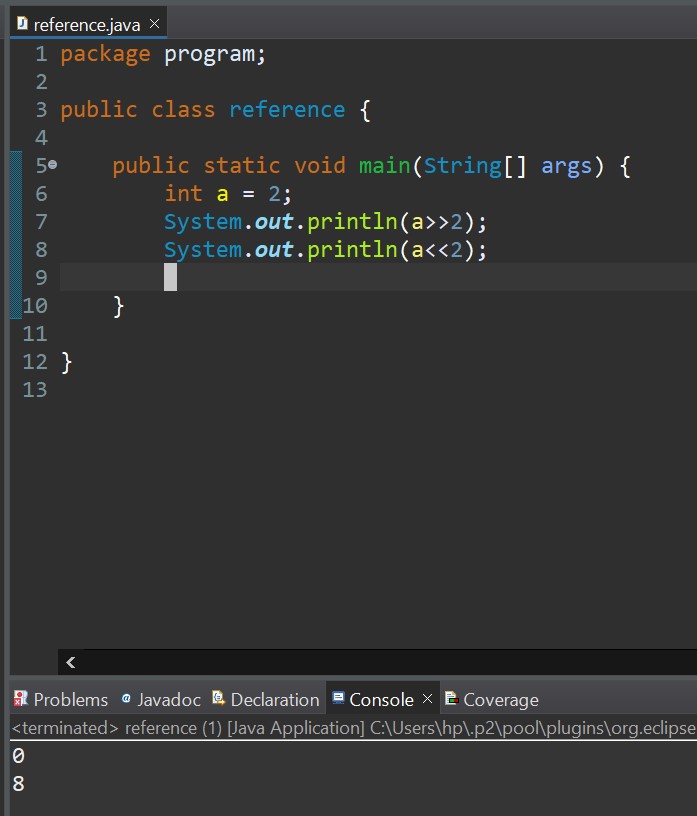 reference.java ×
1 package program;
2
3 public class reference {
4
5 public static void main(String[] args) {
6 int a = 2;
7 System.out.println(a>>2);
8 System.out.println(a<<2);
9
10 }
11
12 }
13
Problems @ Javadoc Declaration Console × Coverage
<terminated> reference (1) [Java Application] C:\Users\hp\.p2\pool\plugins\org.eclipse
0
8